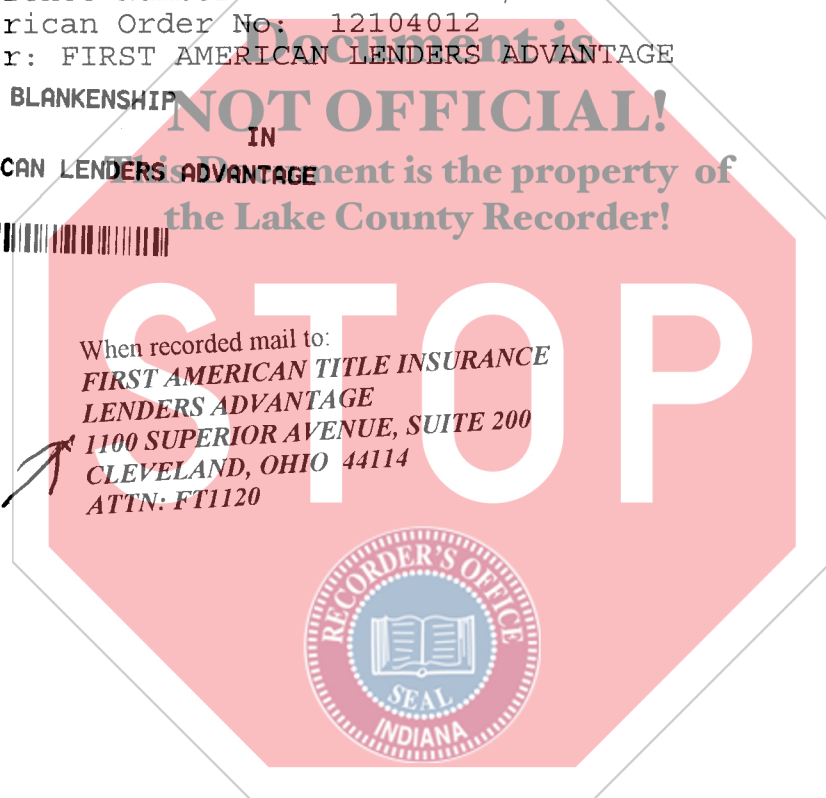 rican Order No: 12104012
r: FIRST AMERICAN LENDERS ADVANTAGE
Document is
BLANKENSHIP
NOT OFFICIAL!
IN
CAN LENDERS ADVANTAGE
This Document is the property of
the Lake County Recorder!
STOP
When recorded mail to:
FIRST AMERICAN TITLE INSURANCE
LENDERS ADVANTAGE
1100 SUPERIOR AVENUE, SUITE 200
CLEVELAND, OHIO 44114
ATTN: FT1120
RECORDER'S OFFICE
SEAL
INDIANA